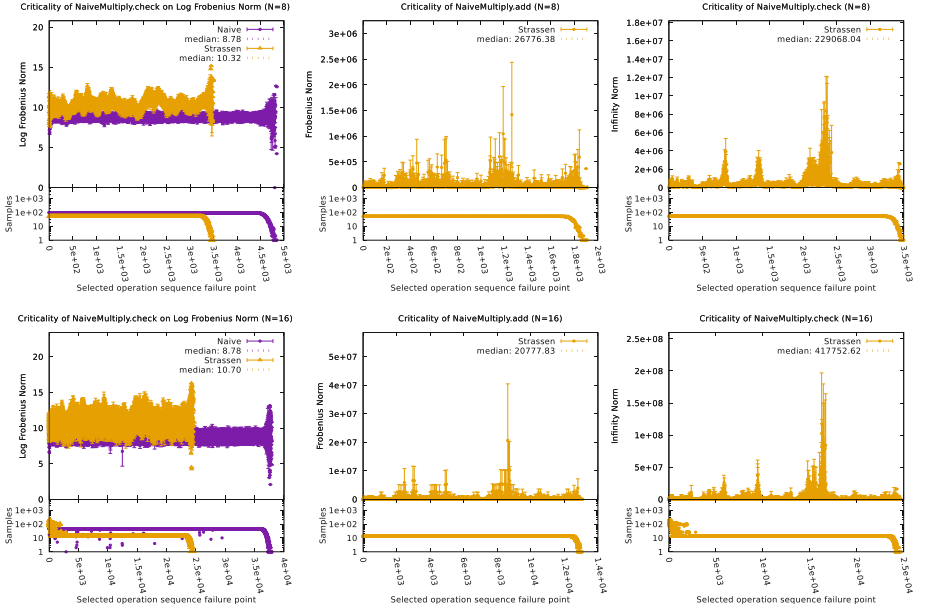 Criticality of NaiveMultiply.check on Log Frobenius Norm (N=8)
Log Frobenius Norm
20
15
10
5
0
Naive
median: 8.78
Strassen
median: 10.32
Samples
1e+03
1e+02
1
0
5e+02
1e+03
1.5e+03
2e+03
2.5e+03
3e+03
3.5e+03
4e+03
4.5e+03
5e+03
Selected operation sequence failure point
Criticality of NaiveMultiply.add (N=8)
Frobenius Norm
3e+06
2e+06
2e+06
1e+06
5e+05
0
Strassen
median: 26776.38
1e+03
1e+02
1
0
2e+02
4e+02
6e+02
8e+02
1e+03
1.2e+03
1.4e+03
1.6e+03
1.8e+03
2e+03
Selected operation sequence failure point
Criticality of NaiveMultiply.check (N=8)
Infinity Norm
1.8e+07
1.6e+07
1.4e+07
1.2e+07
1e+07
8e+06
6e+06
4e+06
2e+06
0
Strassen
median: 229068.04
1e+03
1e+02
1
0
5e+02
1e+03
1.5e+03
2e+03
2.5e+03
3e+03
3.5e+03
Selected operation sequence failure point
Criticality of NaiveMultiply.check on Log Frobenius Norm (N=16)
Log Frobenius Norm
20
15
10
5
0
Naive
median: 8.78
Strassen
median: 10.70
Samples
1e+03
1e+02
10
1
0
5e+03
1e+04
1.5e+04
2e+04
2.5e+04
3e+04
3.5e+04
4e+04
Selected operation sequence failure point
Criticality of NaiveMultiply.add (N=16)
Frobenius Norm
5e+07
4e+07
3e+07
2e+07
1e+07
0
Strassen
median: 20777.83
1e+03
1e+02
10
1
0
2e+03
4e+03
6e+03
8e+03
1e+04
1.2e+04
1.4e+04
Selected operation sequence failure point
Criticality of NaiveMultiply.check (N=16)
Infinity Norm
2.5e+08
2e+08
1e+08
1e+08
5e+07
0
Strassen
median: 417752.62
1e+03
1e+02
10
1
0
5e+03
1e+04
1.5e+04
2e+04
2.5e+04
Selected operation sequence failure point